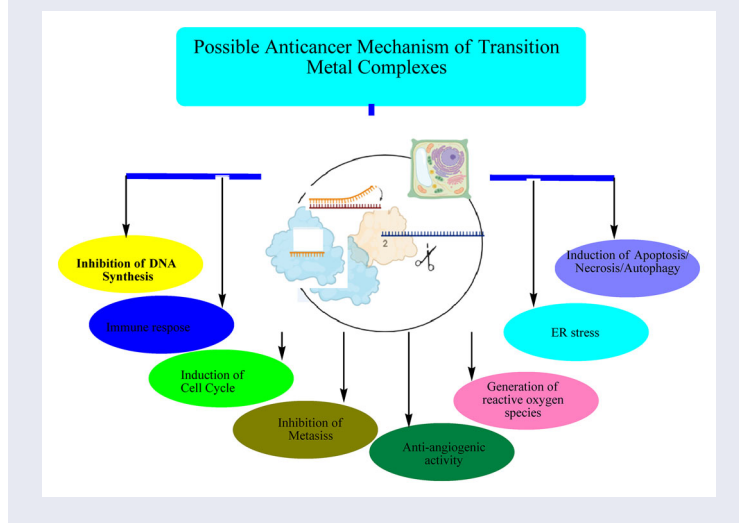 Possible Anticancer Mechanism of Transition
Metal Complexes
2
Inhibition of DNA
Synthesis
Immune respose
Induction of
Cell Cycle
Inhibition of
Metasiss
Anti-angiogenic
activity
Generation of
reactive oxygen
species
ER stress
Induction of Apoptosis/
Necrosis/Autophagy